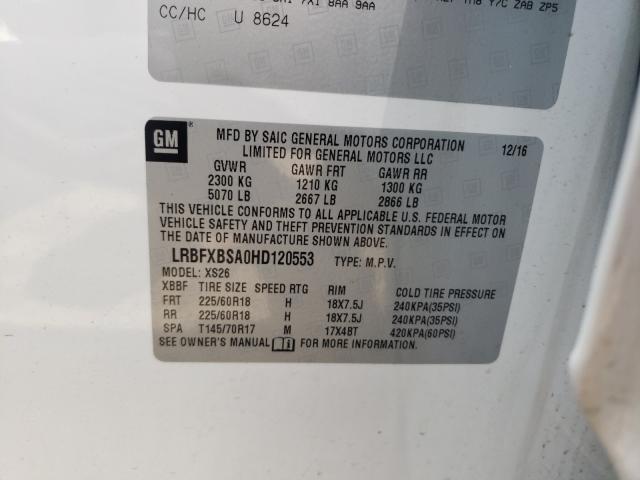 7X1 8AA 9AA
Y/C ZAB ZP5
CC/HC U 8624
GM
MFD BY SAIC GENERAL MOTORS CORPORATION
LIMITED FOR GENERAL MOTORS LLC
12/16
GVWR GAWR FRT GAWR RR
2300 KG 1210 KG 1300 KG
5070 LB 2667 LB 2866 LB
THIS VEHICLE CONFORMS TO ALL APPLICABLE U.S. FEDERAL MOTOR
VEHICLE SAFETY AND THEFT PREVENTION STANDARDS IN EFFECT ON
THE DATE OF MANUFACTURE SHOWN ABOVE.
LRBFXBSA0HD120553 TYPE: M.P.V.
MODEL: XS26
XBBF TIRE SIZE SPEED RTG RIM COLD TIRE PRESSURE
FRT 225/60R18 H 18X7.5J 240KPA(35PSI)
RR 225/60R18 H 18X7.5J 240KPA(35PSI)
SPA T145/70R17 M 17X4BT 420KPA(60PSI)
SEE OWNER'S MANUAL FOR MORE INFORMATION.